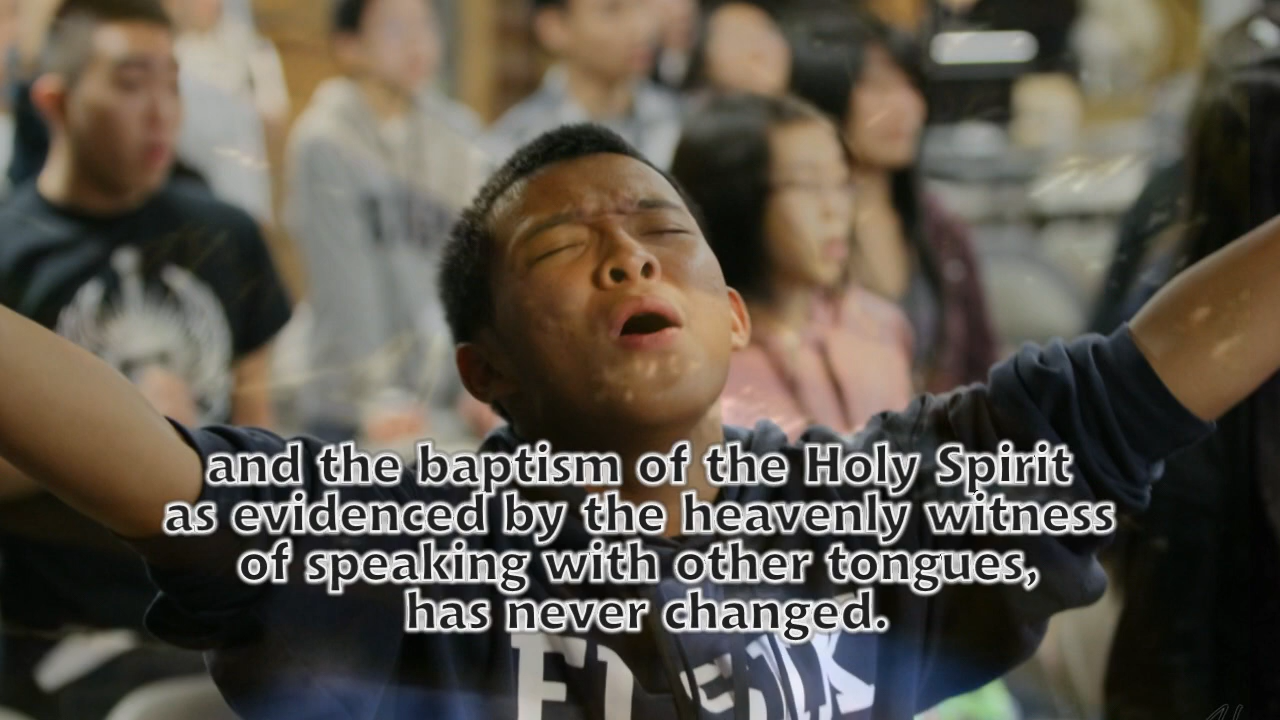 and the baptism of the Holy Spirit
as evidenced by the heavenly witness
of speaking with other tongues,
has never changed.